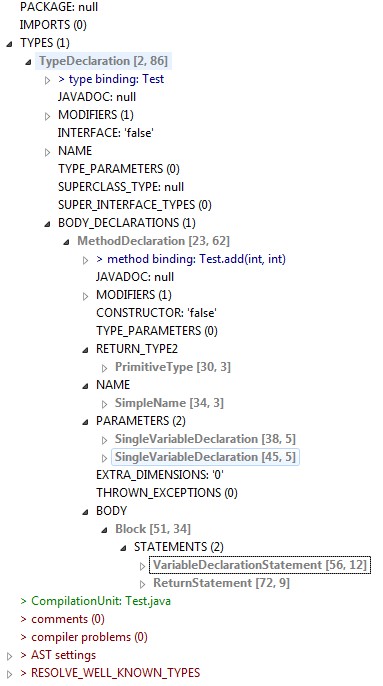 PACKAGE: null
IMPORTS (0)
TYPES (1)
TypeDeclaration [2, 86]
> type binding: Test
JAVADOC: null
MODIFIERS (1)
INTERFACE: 'false'
NAME
TYPE_PARAMETERS (0)
SUPERCLASS_TYPE: null
SUPER_INTERFACE_TYPES (0)
BODY_DECLARATIONS (1)
MethodDeclaration [23, 62]
> method binding: Test.add(int, int)
JAVADOC: null
MODIFIERS (1)
CONSTRUCTOR: 'false'
TYPE_PARAMETERS (0)
RETURN_TYPE2
PrimitiveType [30, 3]
NAME
SimpleName [34, 3]
PARAMETERS (2)
SingleVariableDeclaration [38, 5]
SingleVariableDeclaration [45, 5]
EXTRA_DIMENSIONS: '0'
THROWN_EXCEPTIONS (0)
BODY
Block [51, 34]
STATEMENTS (2)
VariableDeclarationStatement [56, 12]
ReturnStatement [72, 9]
> CompilationUnit: Test.java
> comments (0)
> compiler problems (0)
> AST settings
> RESOLVE_WELL_KNOWN_TYPES